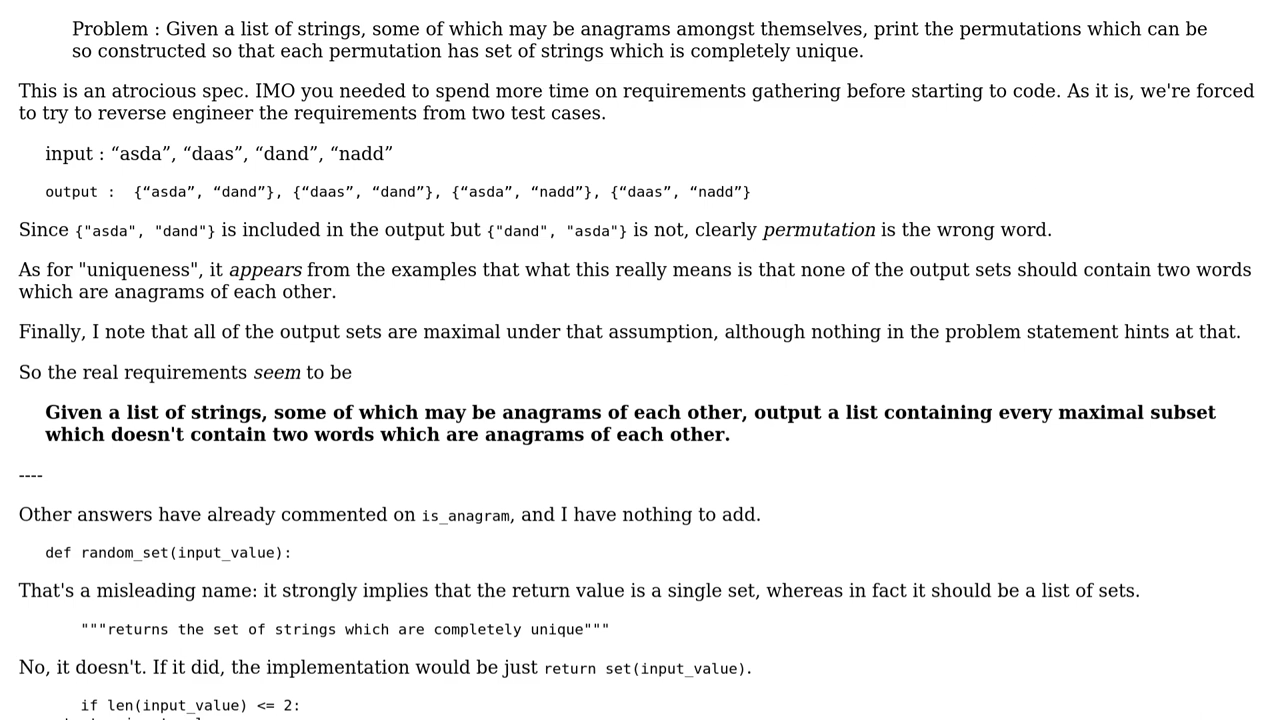 Problem : Given a list of strings, some of which may be anagrams amongst themselves, print the permutations which can be
so constructed so that each permutation has set of strings which is completely unique.
This is an atrocious spec. IMO you needed to spend more time on requirements gathering before starting to code. As it is, we're forced
to try to reverse engineer the requirements from two test cases.
input : “asda”, “daas”, “dand”, “nadd”
output :  {“asda”, “dand”}, {“daas”, “dand”}, {“asda”, “nadd”}, {“daas”, “nadd”}
Since {"asda", "dand"} is included in the output but {"dand", "asda"} is not, clearly permutation is the wrong word.
As for "uniqueness", it appears from the examples that what this really means is that none of the output sets should contain two words
which are anagrams of each other.
Finally, I note that all of the output sets are maximal under that assumption, although nothing in the problem statement hints at that.
So the real requirements seem to be
Given a list of strings, some of which may be anagrams of each other, output a list containing every maximal subset
which doesn't contain two words which are anagrams of each other.
----
Other answers have already commented on is_anagram, and I have nothing to add.
def random_set(input_value):
That's a misleading name: it strongly implies that the return value is a single set, whereas in fact it should be a list of sets.
"""returns the set of strings which are completely unique"""
No, it doesn't. If it did, the implementation would be just return set(input_value).
if len(input_value) <= 2: